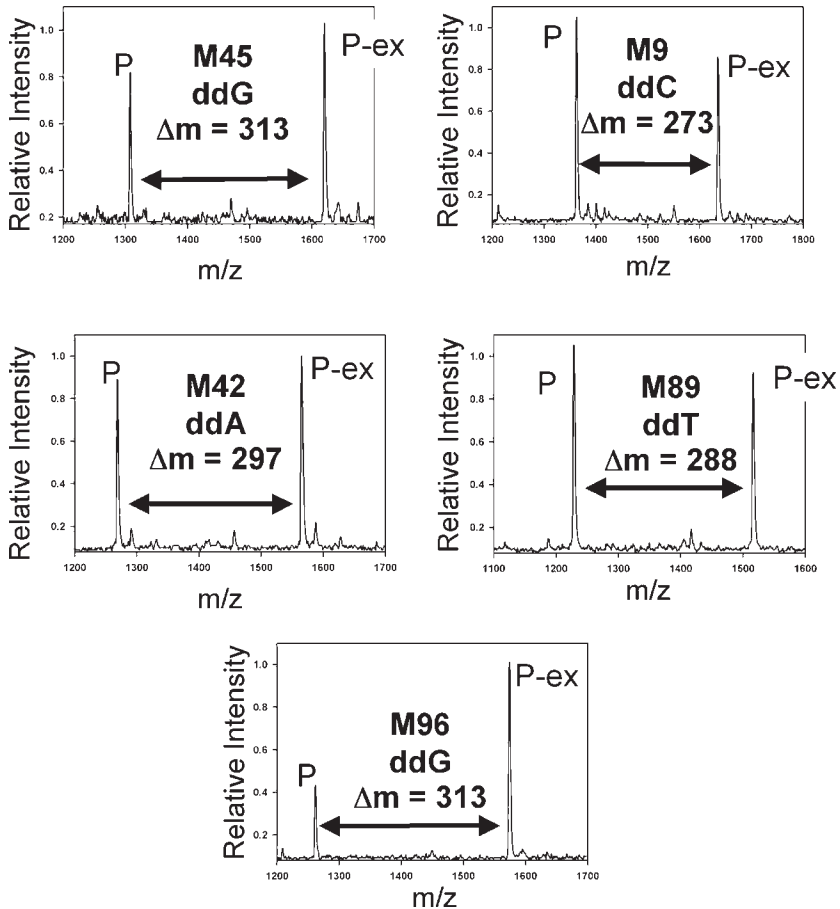 Relative Intensity
1.0
0.8
0.6
0.4
0.2
P
M45
ddG
Δm = 313
P-ex
1200 1300 1400 1500 1600 1700
m/z
Relative Intensity
1.0
0.8
0.6
0.4
0.2
P
M9
ddC
Δm = 273
P-ex
1200 1300 1400 1500 1600 1700 1800
m/z
Relative Intensity
1.0
0.8
0.6
0.4
0.2
P
M42
ddA
Δm = 297
P-ex
1200 1300 1400 1500 1600 1700
m/z
Relative Intensity
1.0
0.8
0.6
0.4
0.2
P
M89
ddT
Δm = 288
P-ex
1100 1200 1300 1400 1500 1600
m/z
Relative Intensity
1.0
0.8
0.6
0.4
0.2
P
M96
ddG
Δm = 313
P-ex
1200 1300 1400 1500 1600 1700
m/z